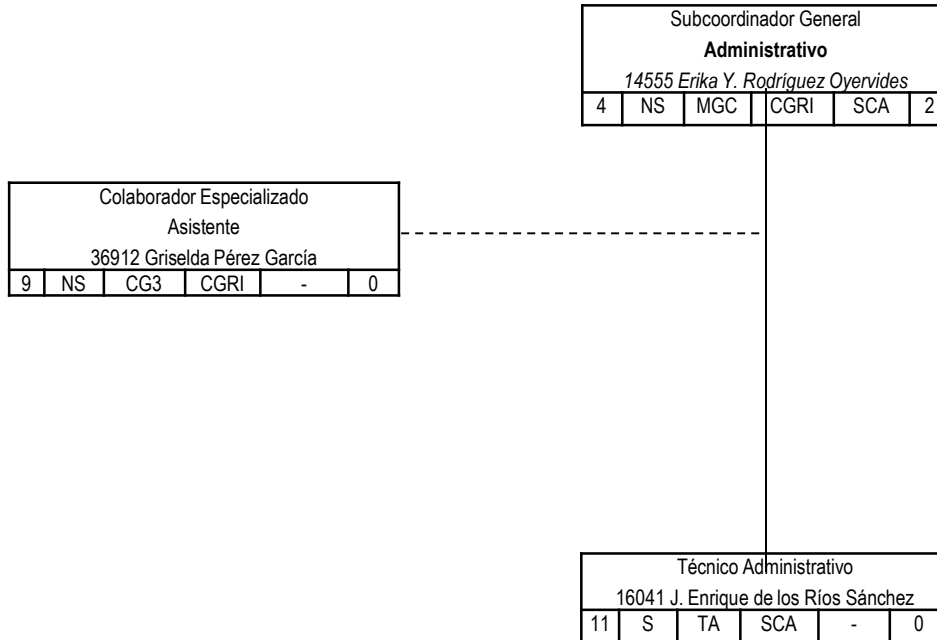 Subcoordinador General
Administrativo
14555 Erika Y. Rodríguez Oyervides
4 NS MGC CGRI SCA 2
Colaborador Especializado
Asistente
36912 Griselda Pérez García
9 NS CG3 CGRI - 0
Técnico Administrativo
16041 J. Enrique de los Ríos Sánchez
11 S TA SCA - 0